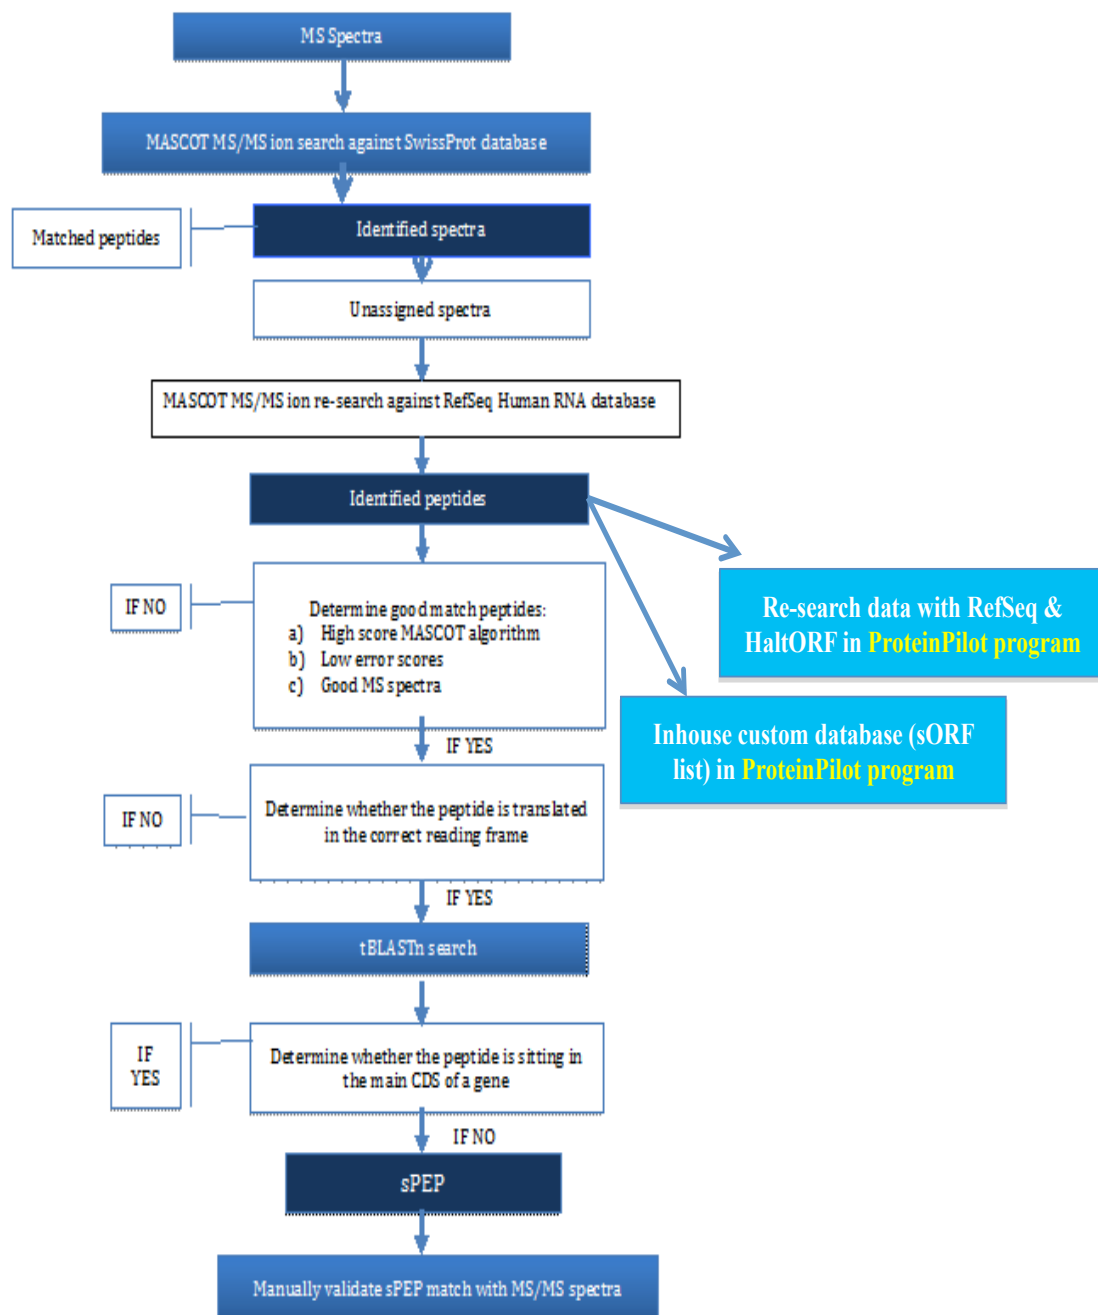 MS Spectra
MASCOT MS/MS ion search against SwissProt database
Matched peptides
Identified spectra
Unassigned spectra
MASCOT MS/MS ion re-search against RefSeq Human RNA database
Identified peptides
Re-search data with RefSeq &
HaltORF in ProteinPilot program
Inhouse custom database (sORF
list) in ProteinPilot program
IF NO
Determine good match peptides:
a) High score MASCOT algorithm
b) Low error scores
c) Good MS spectra
IF YES
IF NO
Determine whether the peptide is translated
in the correct reading frame
IF YES
tBLASTn search
IF
YES
Determine whether the peptide is sitting in
the main CDS of a gene
IF NO
sPEP
Manually validate sPEP match with MS/MS spectra